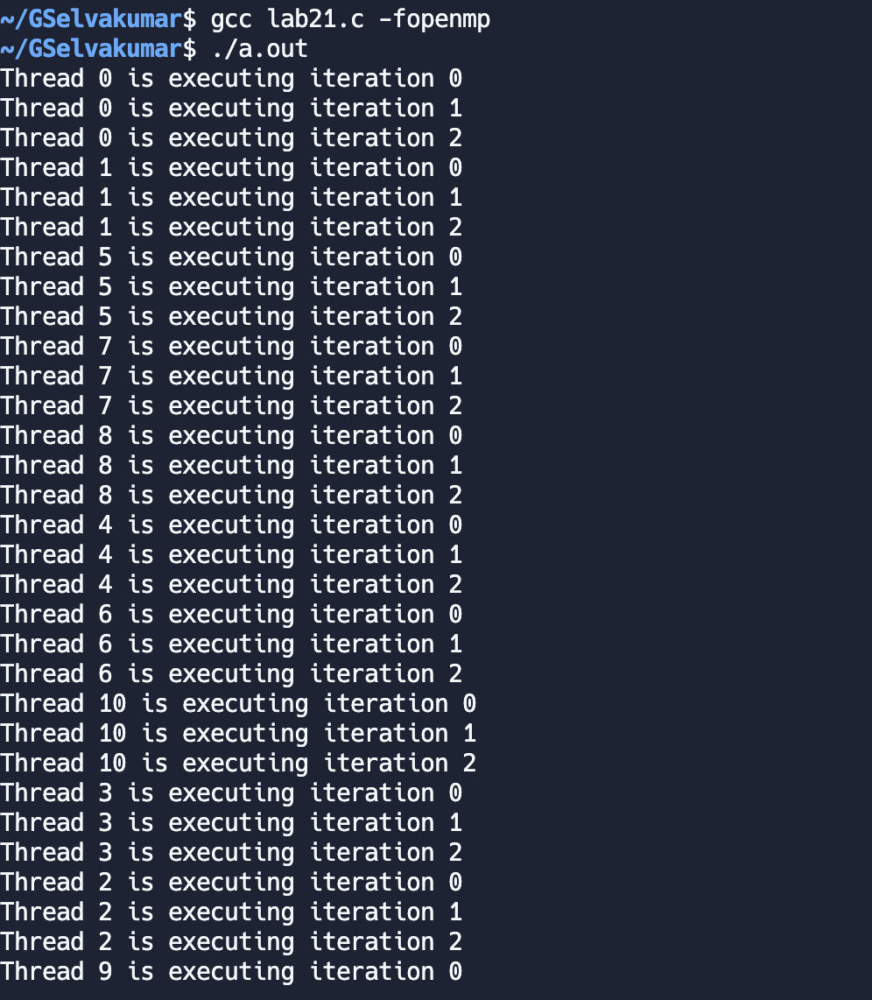 ~/GSelvakumar$ gcc lab21.c -fopenmp
~/GSelvakumar$ ./a.out
Thread 0 is executing iteration 0
Thread 0 is executing iteration 1
Thread 0 is executing iteration 2
Thread 1 is executing iteration 0
Thread 1 is executing iteration 1
Thread 1 is executing iteration 2
Thread 5 is executing iteration 0
Thread 5 is executing iteration 1
Thread 5 is executing iteration 2
Thread 7 is executing iteration 0
Thread 7 is executing iteration 1
Thread 7 is executing iteration 2
Thread 8 is executing iteration 0
Thread 8 is executing iteration 1
Thread 8 is executing iteration 2
Thread 4 is executing iteration 0
Thread 4 is executing iteration 1
Thread 4 is executing iteration 2
Thread 6 is executing iteration 0
Thread 6 is executing iteration 1
Thread 6 is executing iteration 2
Thread 10 is executing iteration 0
Thread 10 is executing iteration 1
Thread 10 is executing iteration 2
Thread 3 is executing iteration 0
Thread 3 is executing iteration 1
Thread 3 is executing iteration 2
Thread 2 is executing iteration 0
Thread 2 is executing iteration 1
Thread 2 is executing iteration 2
Thread 9 is executing iteration 0